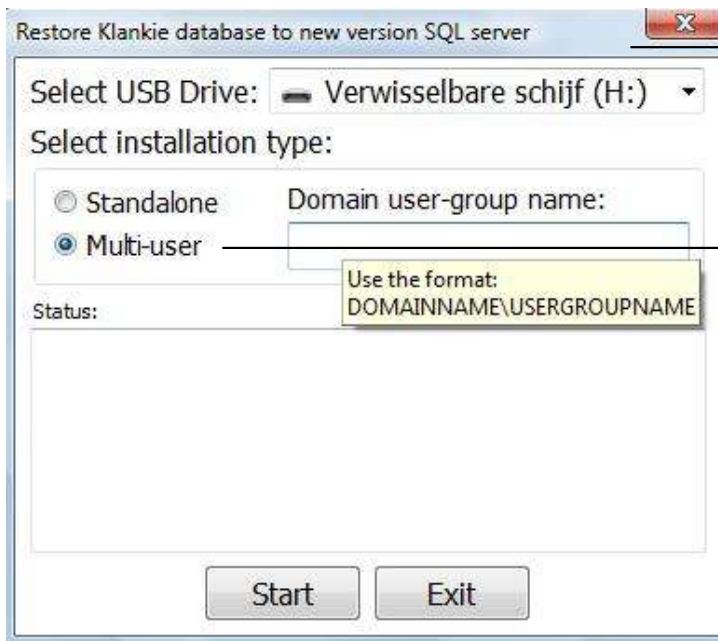 Restore Klankie database to new version SQL server
Select USB Drive: Verwisselbare schijf (H:)
Select installation type:
Standalone
Domain user-group name:
Multi-user
Use the format:
DOMAINNAME\USERGROUPNAME
Status:
Start Exit